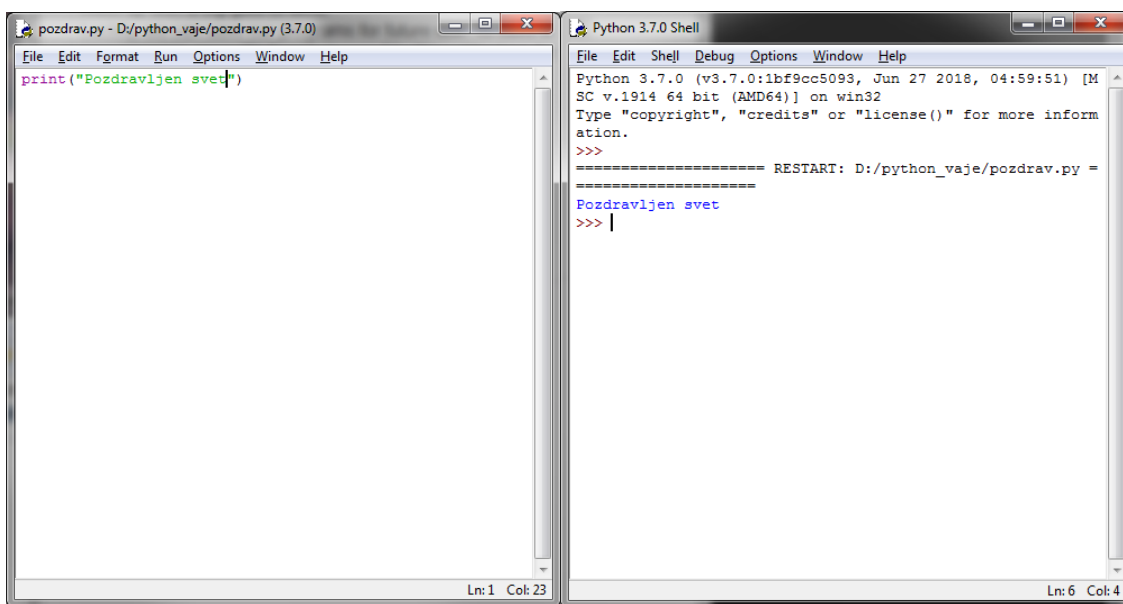 pozdrav.py - D:/python_vaje/pozdrav.py (3.7.0)
File Edit Format Run Options Window Help
print("Pozdravljen svet")
Ln: 1 Col: 23
Python 3.7.0 Shell
File Edit Shell Debug Options Window Help
Python 3.7.0 (v3.7.0:1bf9cc5093, Jun 27 2018, 04:59:51) [M
SC v.1914 64 bit (AMD64)] on win32
Type "copyright", "credits" or "license()" for more inform
ation.
>>>
===================== RESTART: D:/python_vaje/pozdrav.py =
====================
Pozdravljen svet
>>>
Ln: 6 Col: 4